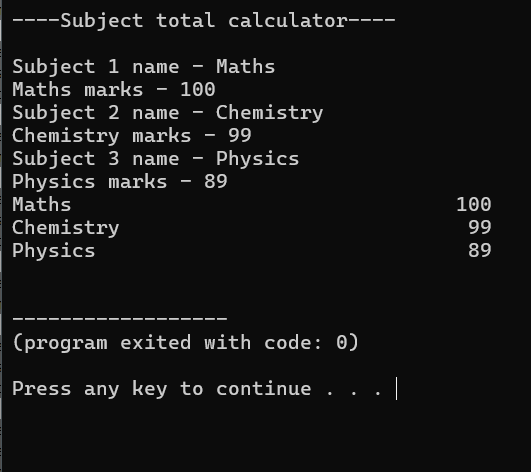 ----Subject total calculator----
Subject 1 name - Maths
Maths marks - 100
Subject 2 name - Chemistry
Chemistry marks - 99
Subject 3 name - Physics
Physics marks - 89
Maths                                100
Chemistry                             99
Physics                               89
------------------
(program exited with code: 0)
Press any key to continue . . .